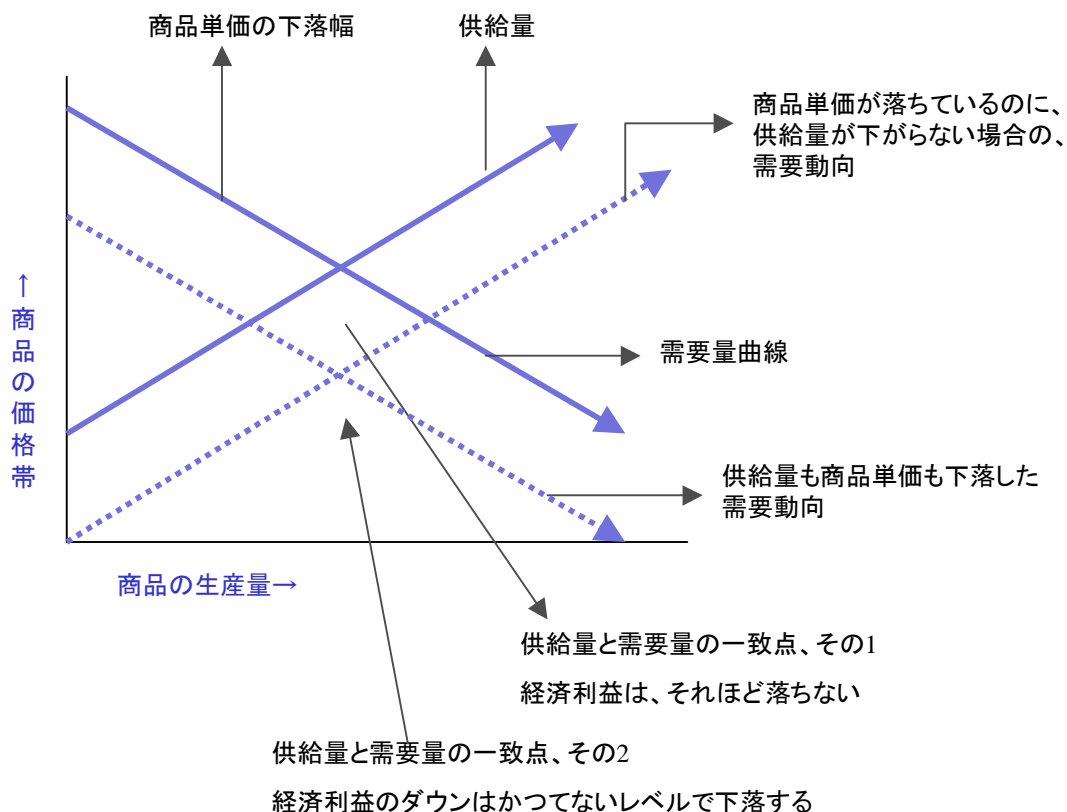 商品単価の下落幅
供給量
商品単価が落ちているのに、
供給量が下がらない場合の、
需要動向
↑商品の価格帯
需要量曲線
供給量も商品単価も下落した
需要動向
商品の生産量→
供給量と需要量の一致点、その1
経済利益は、それほど落ちない
供給量と需要量の一致点、その2
経済利益のダウンはかつてないレベルで下落する